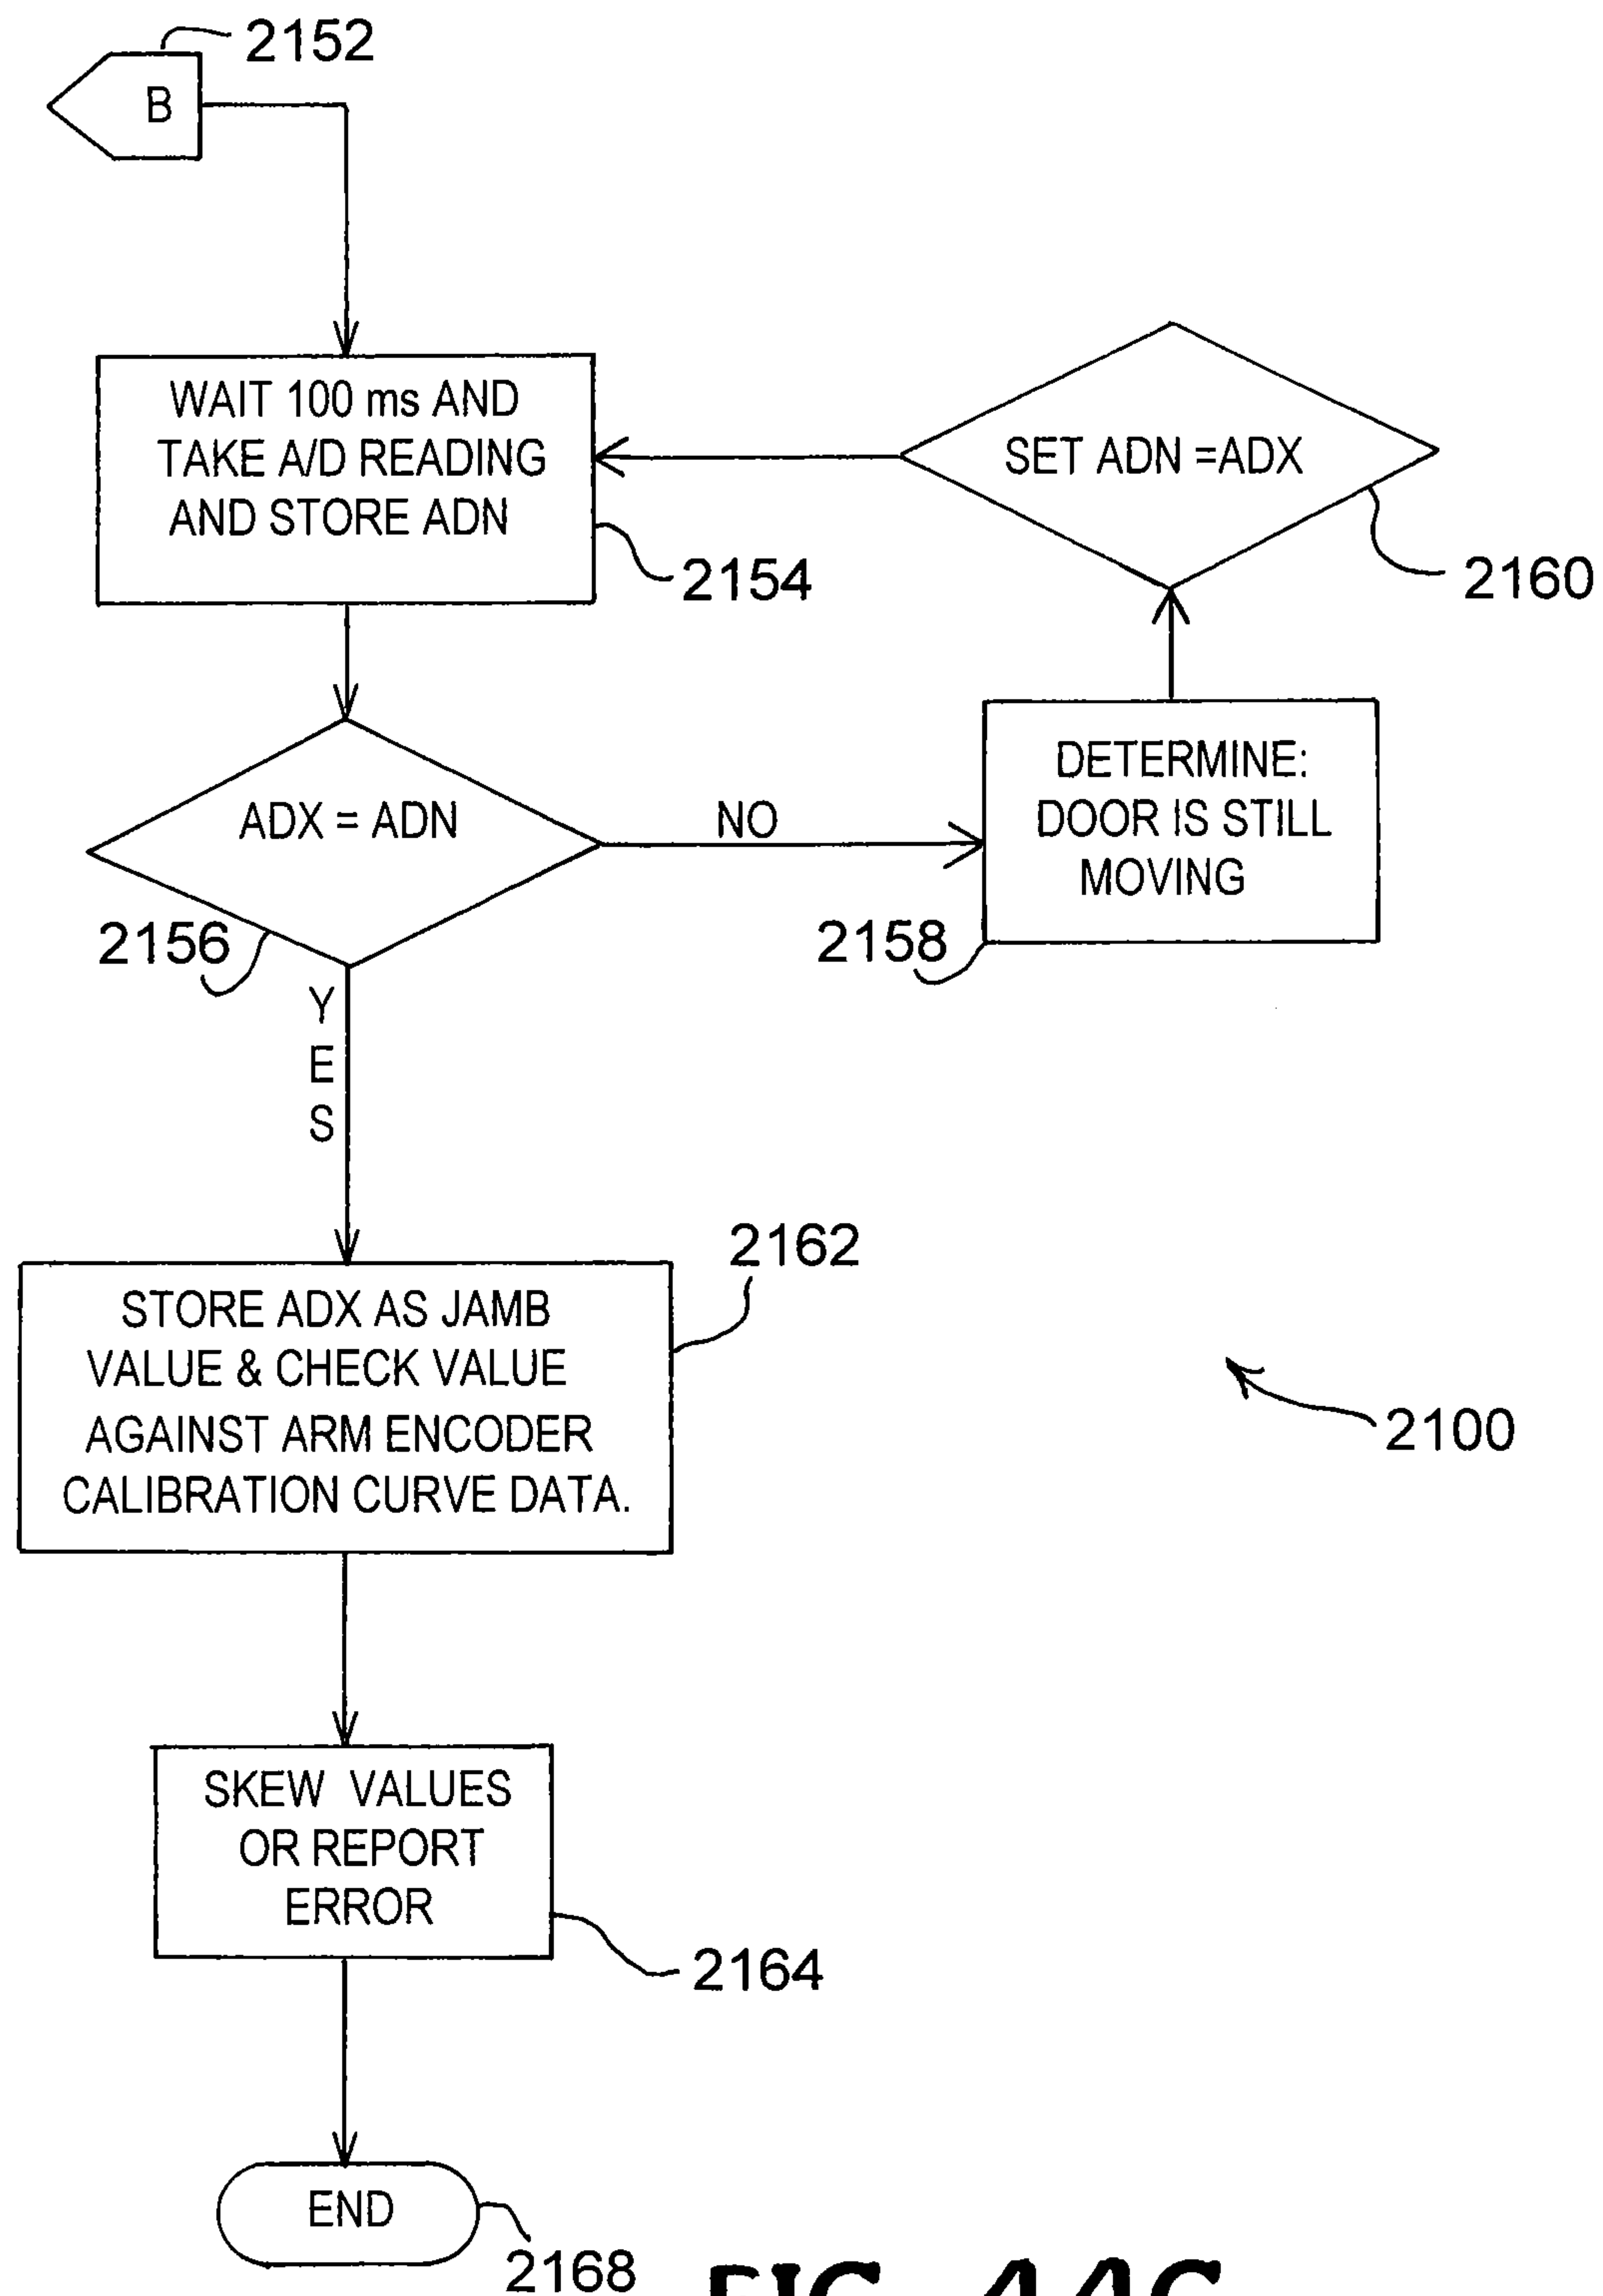 2152
B
WAIT 100 ms AND
TAKE A/D READING
AND STORE ADN
2154
SET ADN =ADX
2160
ADX = ADN
2156
NO
DETERMINE:
DOOR IS STILL
MOVING
2158
YES
STORE ADX AS JAMB
VALUE & CHECK VALUE
AGAINST ARM ENCODER
CALIBRATION CURVE DATA.
2162
2100
SKEW VALUES
OR REPORT
ERROR
2164
END
2168